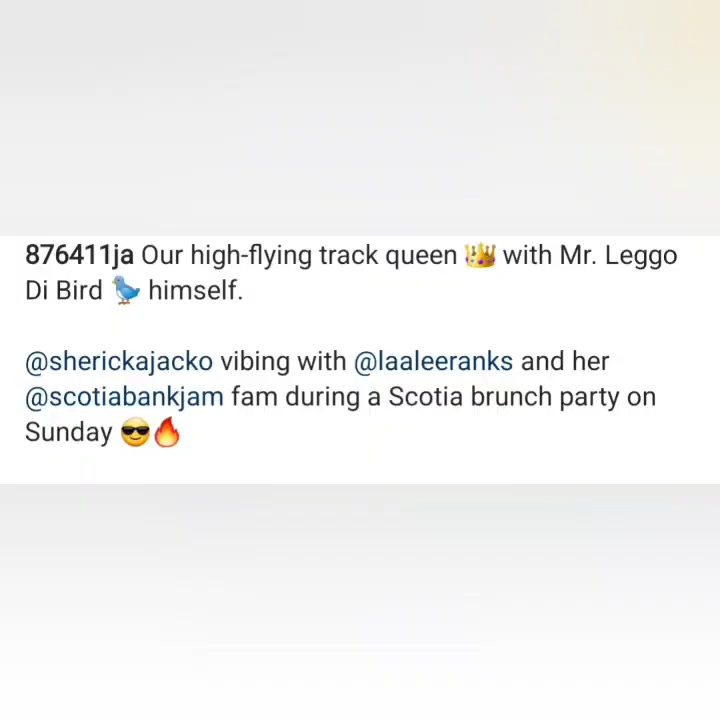 876411ja Our high-flying track queen 👑 with Mr. Leggo
Di Bird 🐦 himself.
@sherickajacko vibing with @laaleeranks and her
@scotiabankjam fam during a Scotia brunch party on
Sunday 😎🔥